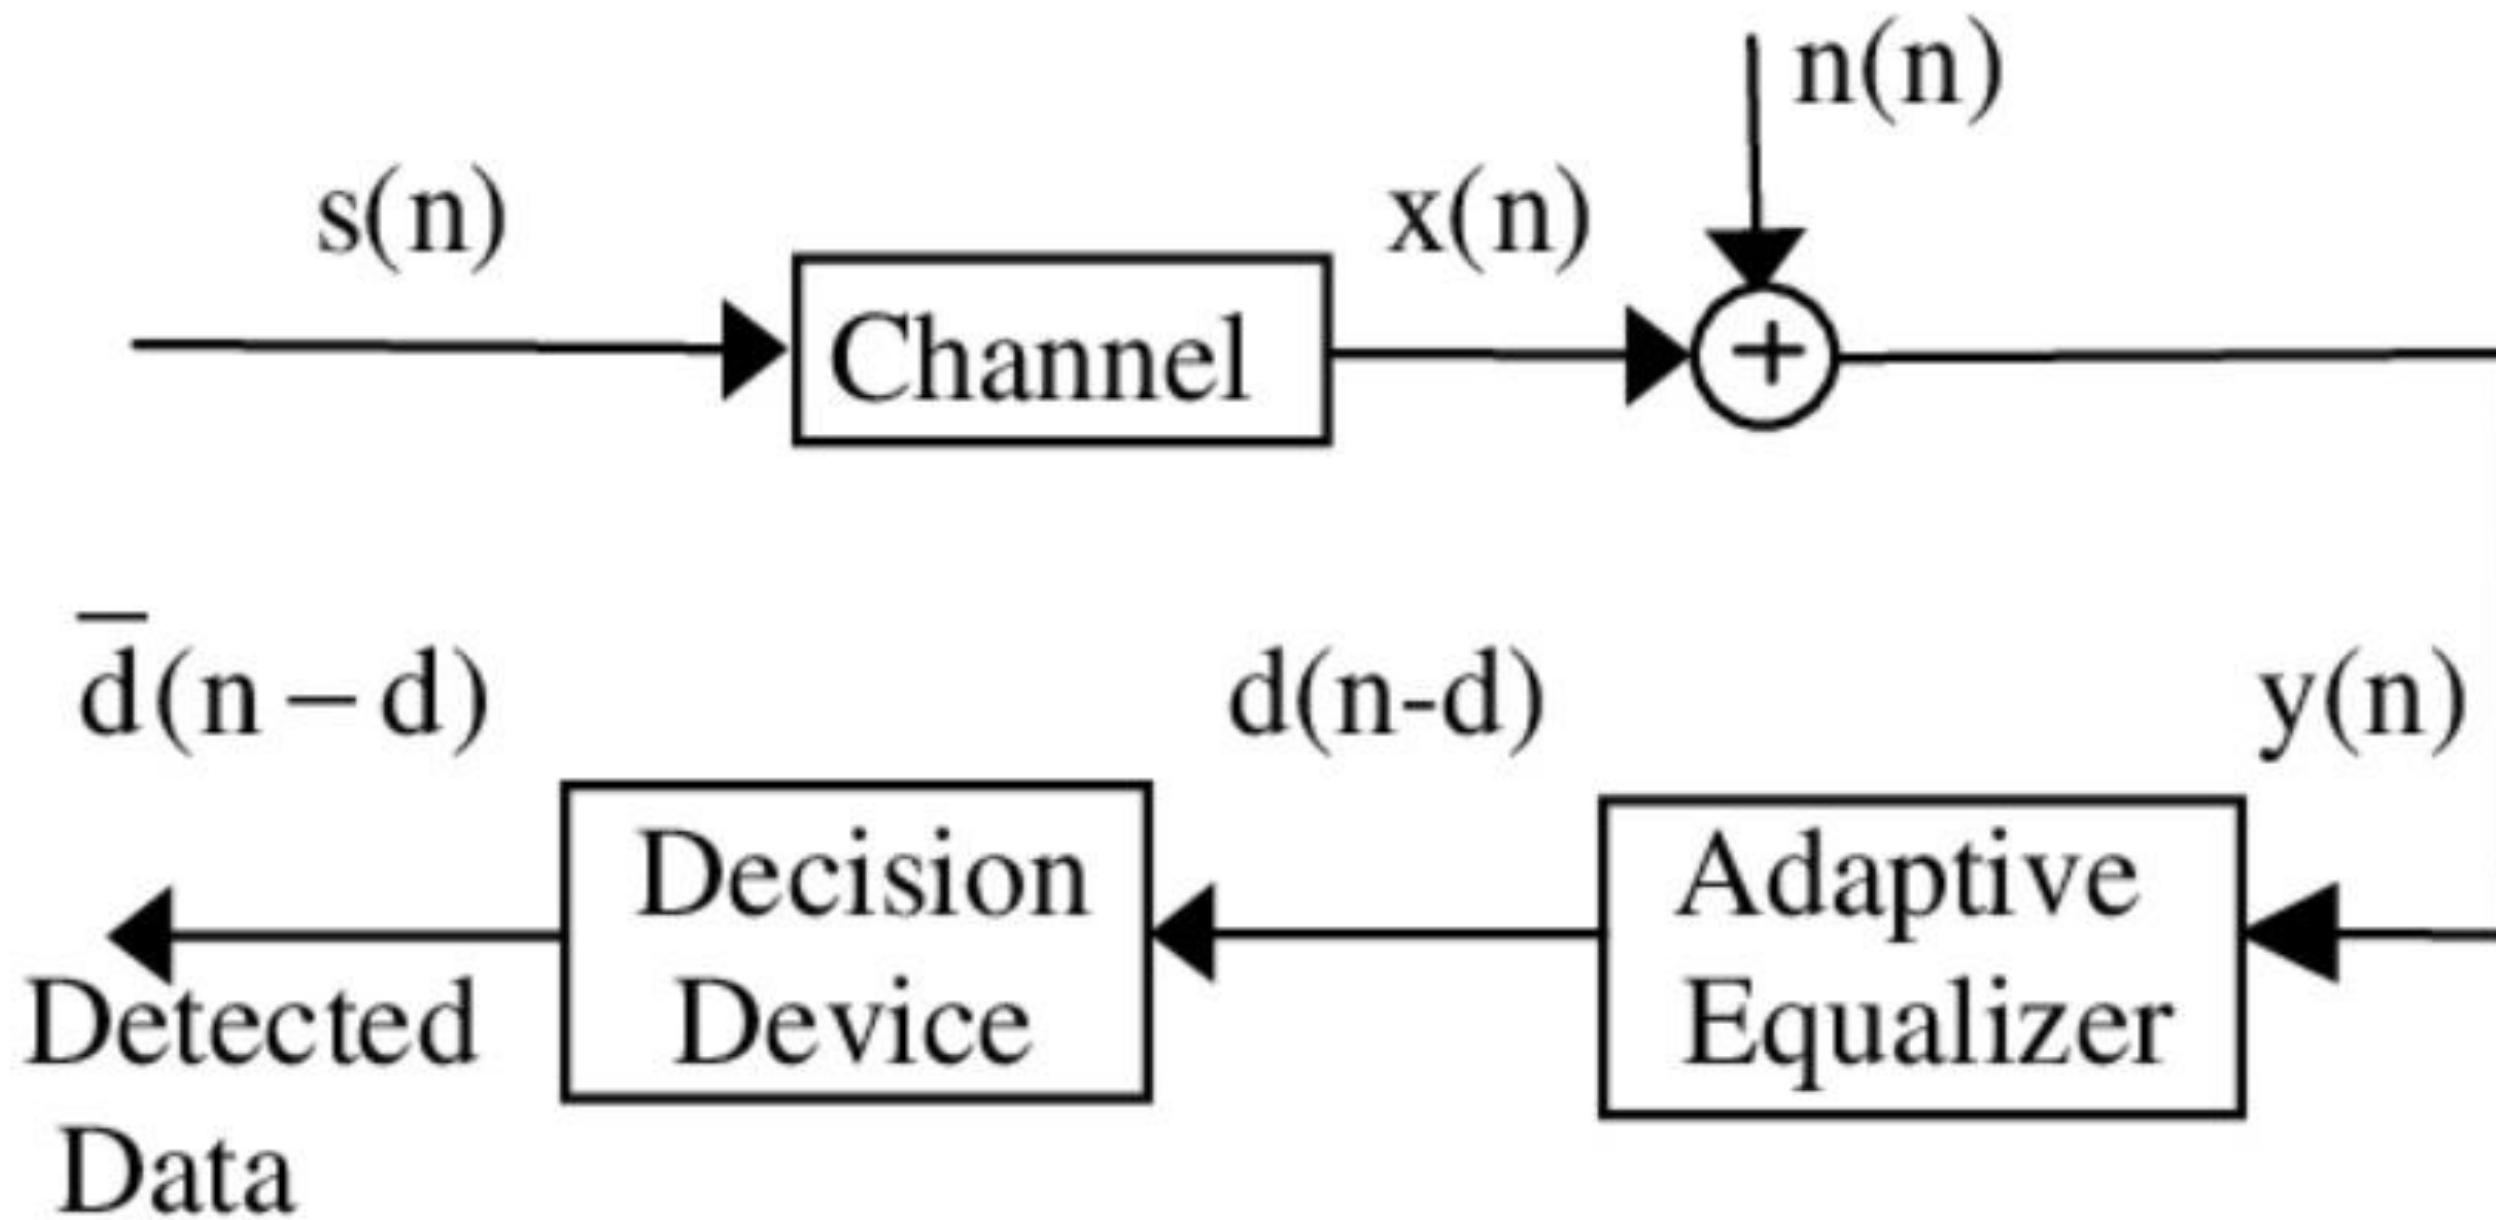 n(n)
s(n)
x(n)
Channel
+
d̅(n – d)
d(n-d)
y(n)
Decision
Device
Adaptive
Equalizer
Detected
Data